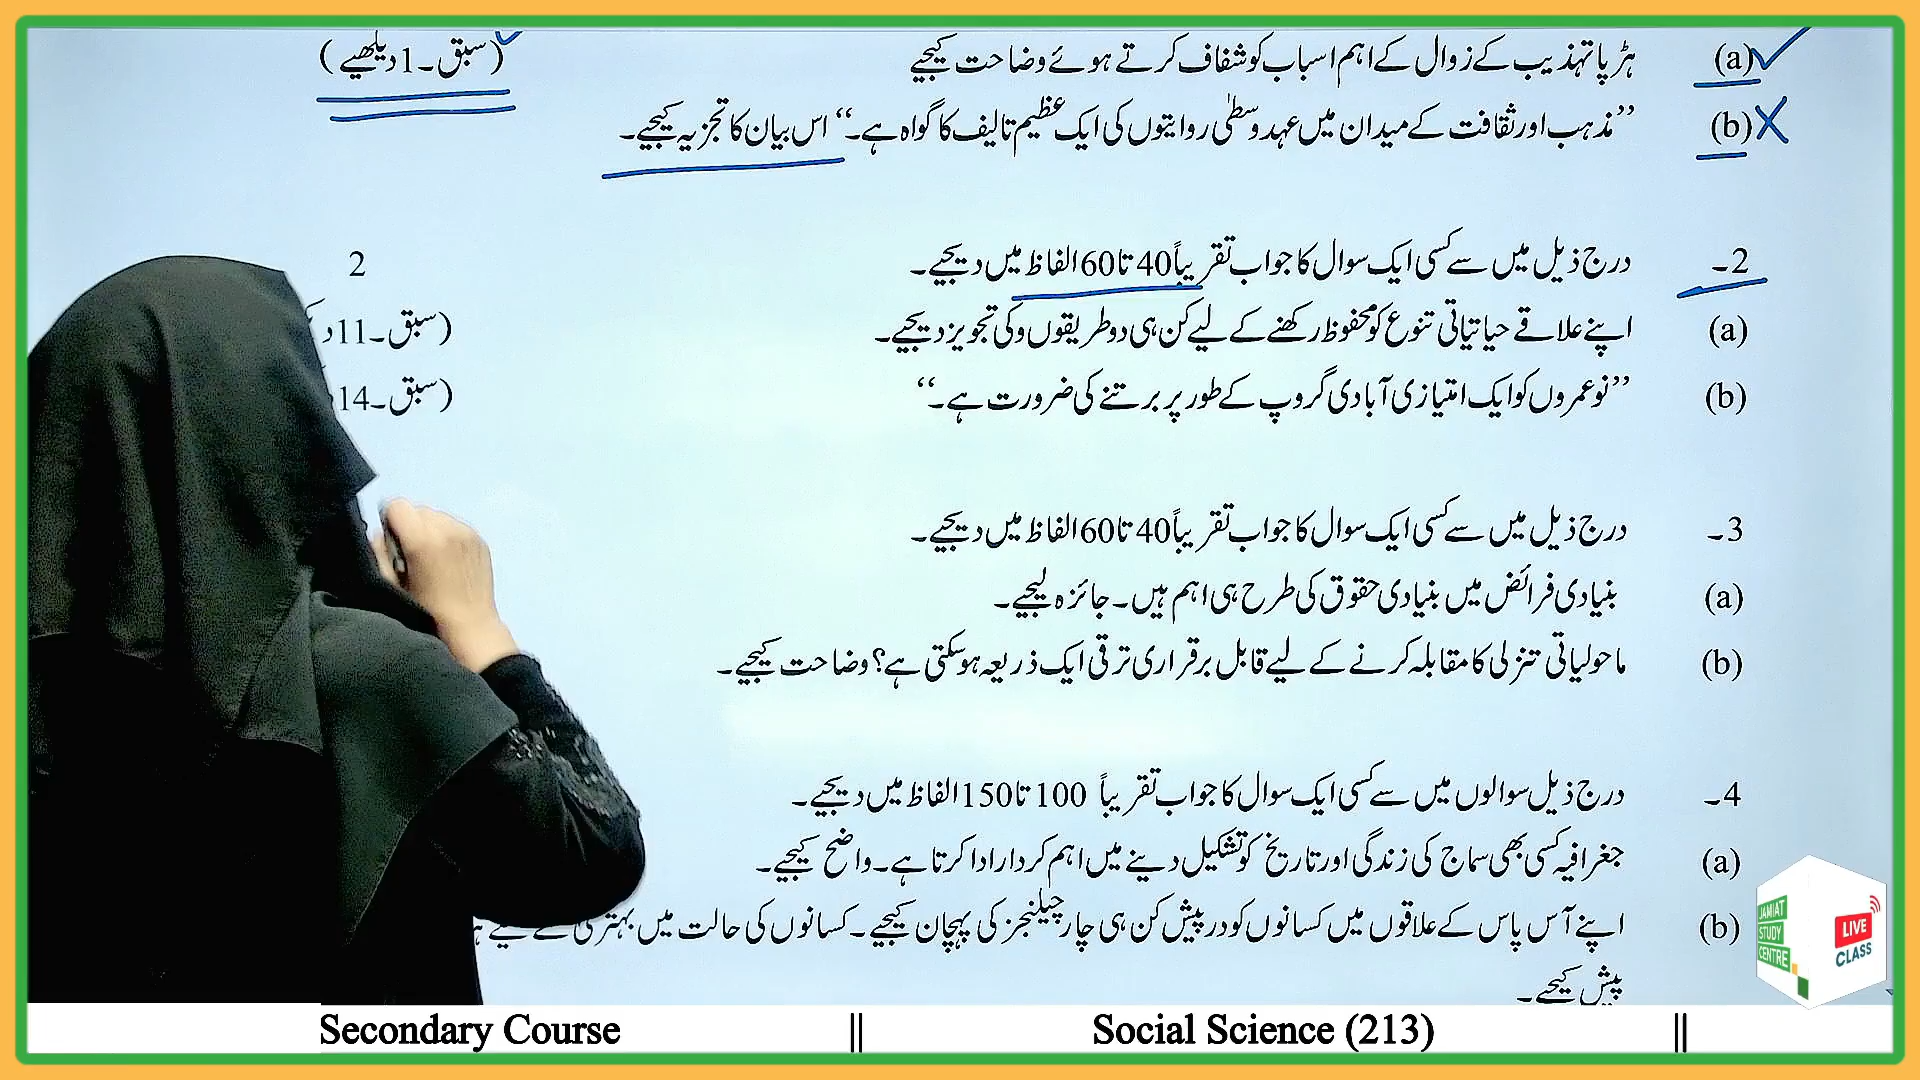 (a) ہڑپا تہذیب کے زوال کے اہم اسباب کو شفاف کرتے ہوئے وضاحت کیجیے (سبق۔1 دیکھیے)
(b) ’’مذہب اور ثقافت کے میدان میں عہد وسطیٰ روایتوں کی ایک عظیم تالیف کا گواہ ہے۔‘‘ اس بیان کا تجزیہ کیجیے۔
2۔ درج ذیل میں سے کسی ایک سوال کا جواب تقریباً 40 تا 60 الفاظ میں دیجیے۔ 2
(a) اپنے علاقے حیاتیاتی تنوع کو محفوظ رکھنے کے لیے کن ہی دو طریقوں وکی تجویز دیجیے۔ (سبق۔11
(b) ’’نوعمروں کو ایک امتیازی آبادی گروپ کے طور پر برتنے کی ضرورت ہے۔‘‘ (سبق۔14
3۔ درج ذیل میں سے کسی ایک سوال کا جواب تقریباً 40 تا 60 الفاظ میں دیجیے۔
(a) بنیادی فرائض میں بنیادی حقوق کی طرح ہی اہم ہیں۔ جائزہ لیجیے۔
(b) ماحولیاتی تنزلی کا مقابلہ کرنے کے لیے قابل برقراری ترقی ایک ذریعہ ہو سکتی ہے؟ وضاحت کیجیے۔
4۔ درج ذیل سوالوں میں سے کسی ایک سوال کا جواب تقریباً 100 تا 150 الفاظ میں دیجیے۔
(a) جغرافیہ کسی بھی سماج کی زندگی اور تاریخ کو تشکیل دینے میں اہم کردار ادا کرتا ہے۔ واضح کیجیے۔
(b) اپنے آس پاس کے علاقوں میں کسانوں کو درپیش کن ہی چار چیلنجز کی پہچان کیجیے۔ کسانوں کی حالت میں بہتری کے لیے
پیش کیجیے۔
JAMIAT
STUDY
CENTRE
LIVE
CLASS
Secondary Course || Social Science (213) ||